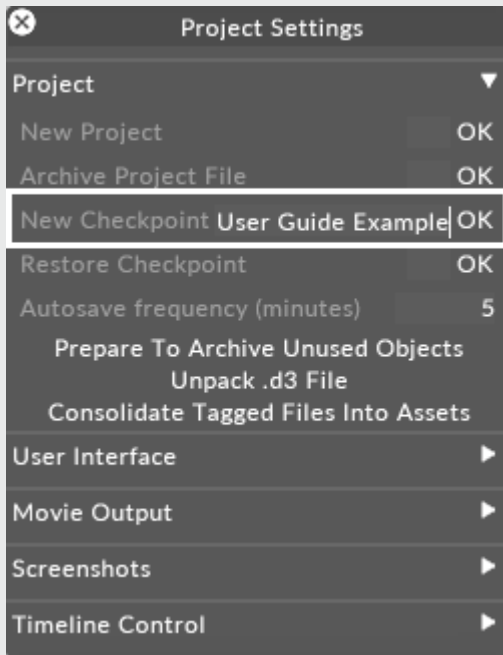 Project Settings
Project
New Project OK
Archive Project File OK
New Checkpoint User Guide Example OK
Restore Checkpoint OK
Autosave frequency (minutes) 5
Prepare To Archive Unused Objects
Unpack .d3 File
Consolidate Tagged Files Into Assets
User Interface
Movie Output
Screenshots
Timeline Control